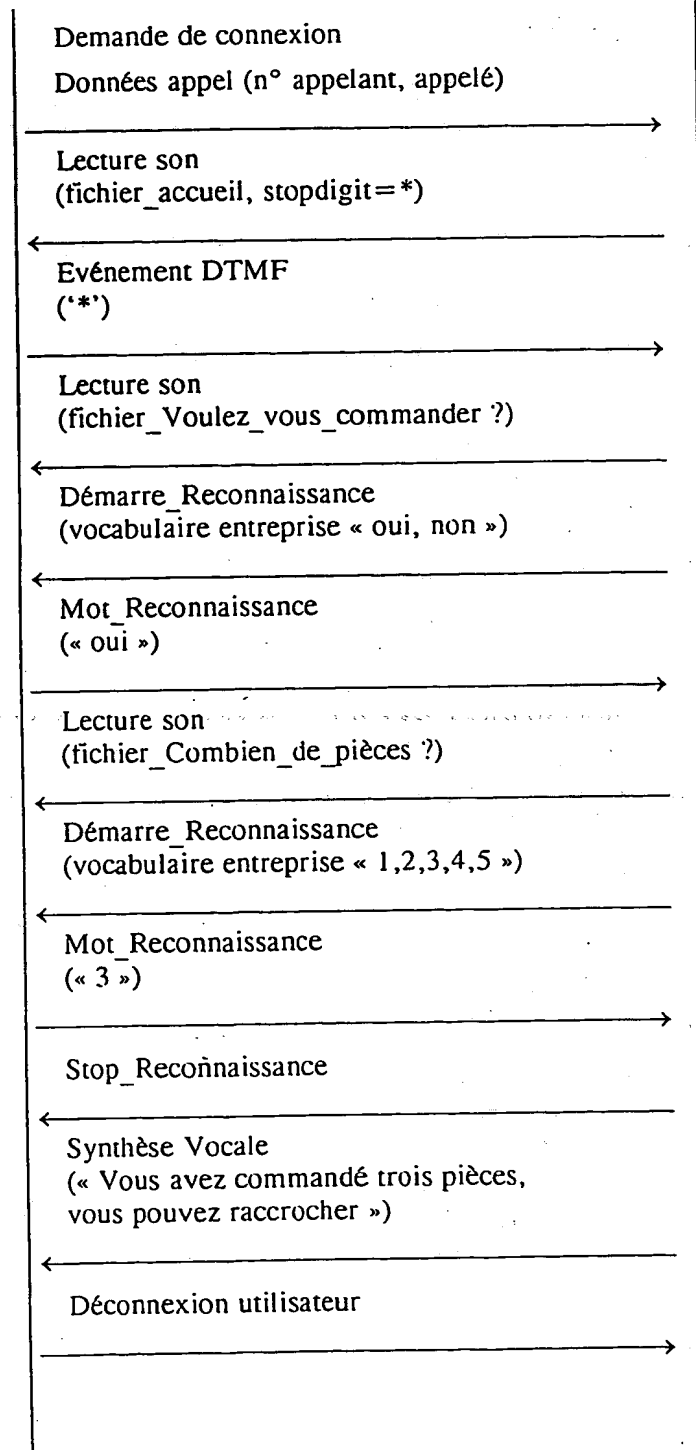 Demande de connexion
Données appel (n° appelant, appelé)
Lecture son
(fichier_accueil, stopdigit=*)
Evénement DTMF
(‘*’)
Lecture son
(fichier_Voulez_vous_commander ?)
Démarre_Reconnaissance
(vocabulaire entreprise « oui, non »)
Mot_Reconnaissance
(« oui »)
Lecture son
(fichier_Combien_de_pièces ?)
Démarre_Reconnaissance
(vocabulaire entreprise « 1,2,3,4,5 »)
Mot_Reconnaissance
(« 3 »)
Stop_Reconnaissance
Synthèse Vocale
(« Vous avez commandé trois pièces,
vous pouvez raccrocher »)
Déconnexion utilisateur